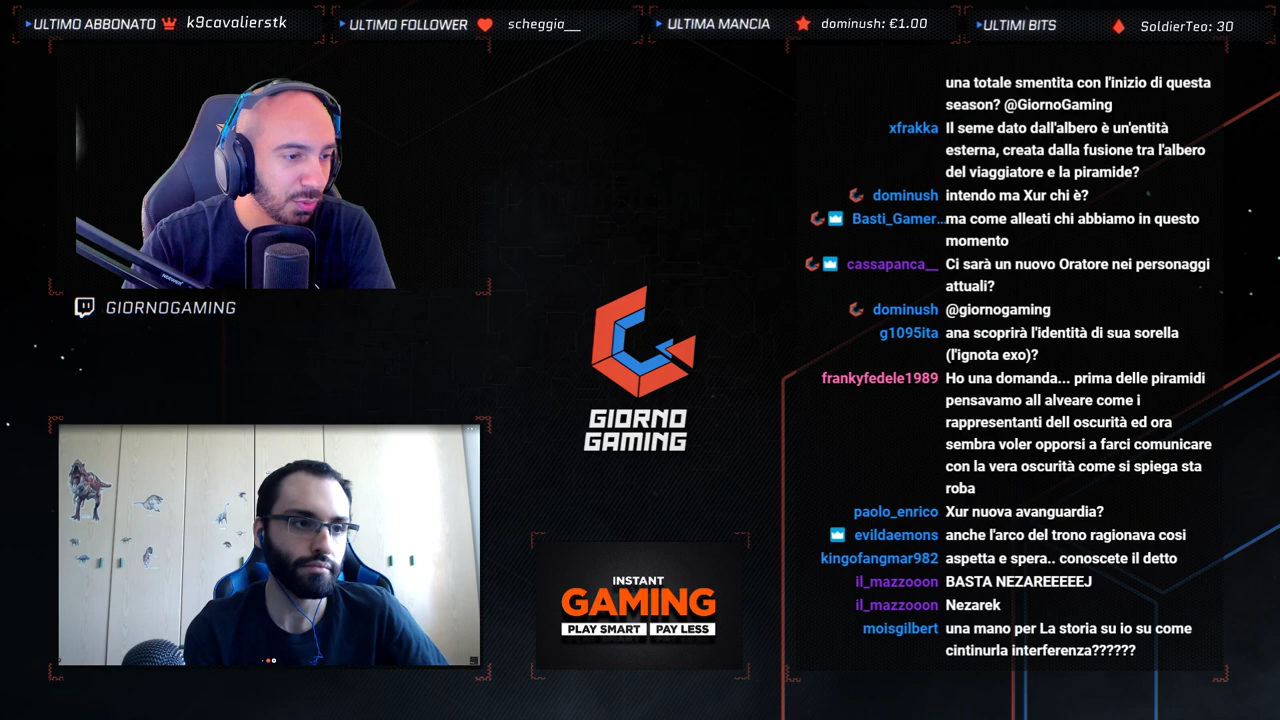 ULTIMO ABBONATO k9cavalierstk
ULTIMO FOLLOWER scheggia__
ULTIMA MANCIA dominush: €1.00
ULTIMI BITS SoldierTea: 30
GIORNOGAMING
GIORNO
GAMING
INSTANT
GAMING
PLAY SMART PAY LESS
una totale smentita con l'inizio di questa
season? @GiornoGaming
xfrakka Il seme dato dall'albero è un'entità
esterna, creata dalla fusione tra l'albero
del viaggiatore e la piramide?
dominush intendo ma Xur chi è?
Basti_Gamer... ma come alleati chi abbiamo in questo
momento
cassapanca__ Ci sarà un nuovo Oratore nei personaggi
attuali?
dominush @giornogaming
g1095ita ana scoprirà l'identità di sua sorella
(l'ignota exo)?
frankyfedele1989 Ho una domanda... prima delle piramidi
pensavamo all alveare come i
rappresentanti dell oscurità ed ora
sembra voler opporsi a farci comunicare
con la vera oscurità come si spiega sta
roba
paolo_enrico Xur nuova avanguardia?
evildaemons anche l'arco del trono ragionava cosi
kingofangmar982 aspetta e spera.. conoscete il detto
il_mazzooon BASTA NEZAREEEEEJ
il_mazzooon Nezarek
moisgilbert una mano per La storia su io su come
cintinurla interferenza??????